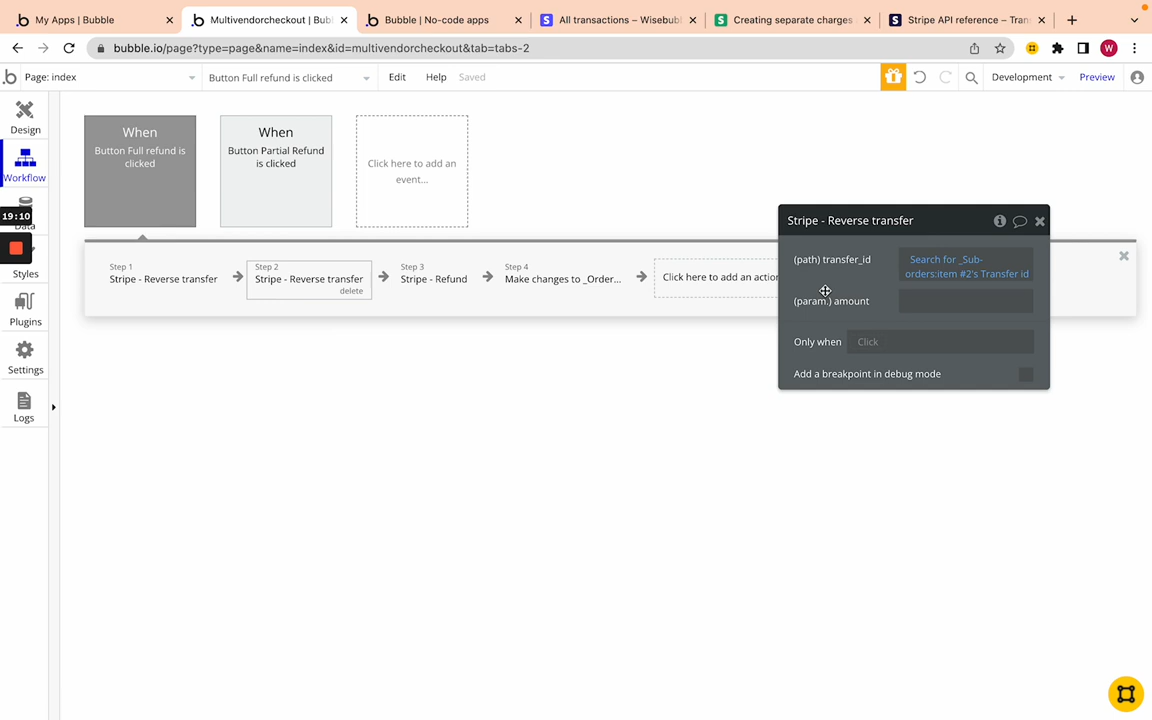 My Apps | Bubble
Multivendorcheckout | Bub
Bubble | No-code apps
All transactions – Wisebubl
Creating separate charges
Stripe API reference – Tran
bubble.io/page?type=page&name=index&id=multivendorcheckout&tab=tabs-2
W
Page: index
Button Full refund is clicked
Edit
Help
Saved
Development
Preview
Design
Workflow
19:10
Data
Styles
Plugins
Settings
Logs
When
Button Full refund is
clicked
When
Button Partial Refund
is clicked
Click here to add an
event...
Step 1
Stripe - Reverse transfer
Step 2
Stripe - Reverse transfer
delete
Step 3
Stripe - Refund
Step 4
Make changes to _Order...
Click here to add an action
Stripe - Reverse transfer
(path) transfer_id
Search for _Sub-
orders:item #2's Transfer id
(param.) amount
Only when
Click
Add a breakpoint in debug mode